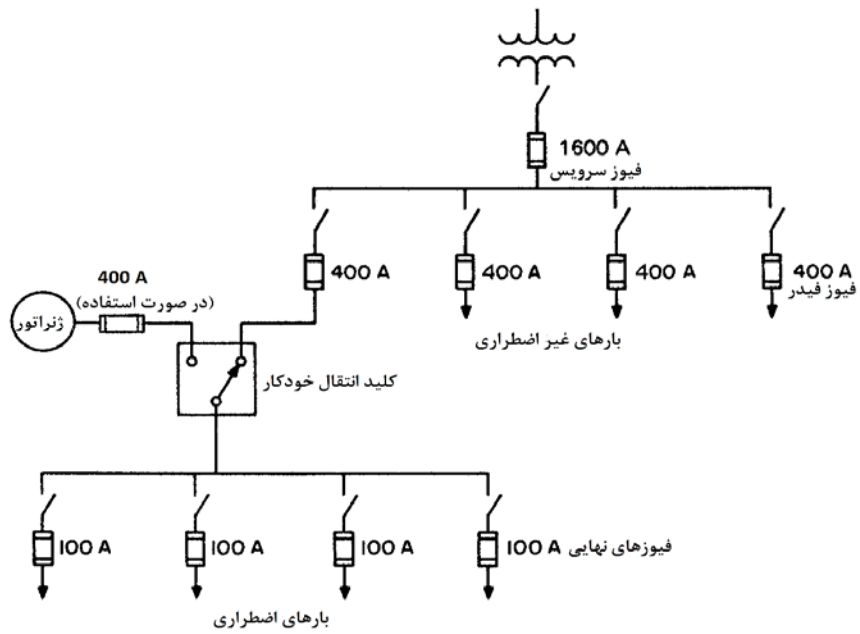 1600 A
فیوز سرویس
400 A
400 A
400 A
400 A
فیوز فیدر
400 A
(در صورت استفاده)
ژنراتور
بارهای غیر اضطراری
کلید انتقال خودکار
100 A
100 A
100 A
100 A فیوزهای نهایی
بارهای اضطراری